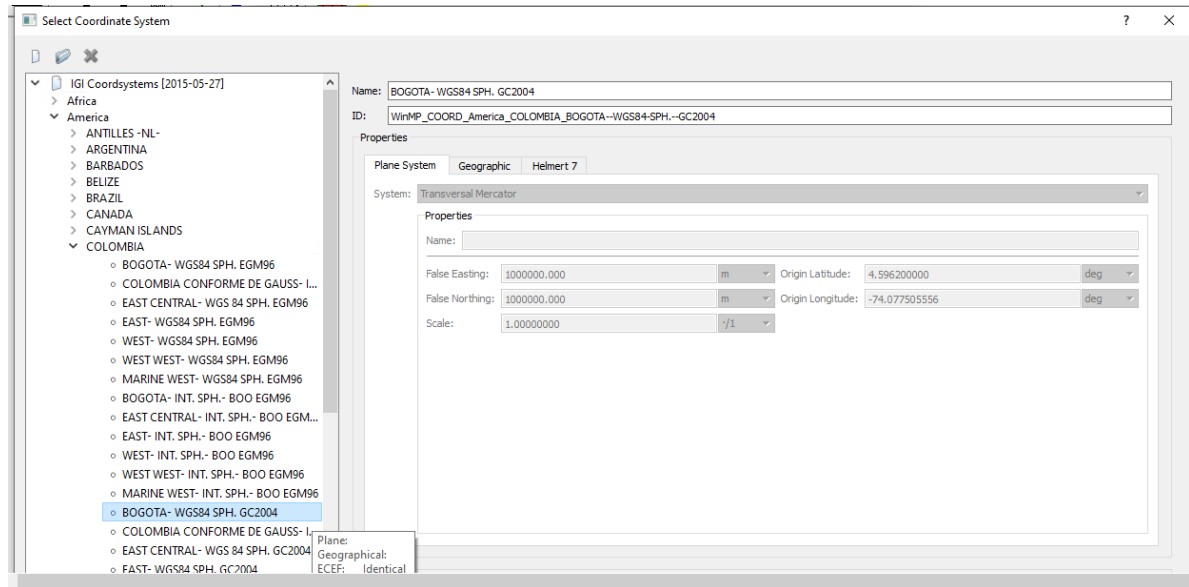 Select Coordinate System
?
IGI Coordsystems [2015-05-27]
Africa
America
ANTILLES -NL-
ARGENTINA
BARBADOS
BELIZE
BRAZIL
CANADA
CAYMAN ISLANDS
COLOMBIA
BOGOTA- WGS84 SPH. EGM96
COLOMBIA CONFORME DE GAUSS- I...
EAST CENTRAL- WGS 84 SPH. EGM96
EAST- WGS84 SPH. EGM96
WEST- WGS84 SPH. EGM96
WEST WEST- WGS84 SPH. EGM96
MARINE WEST- WGS84 SPH. EGM96
BOGOTA- INT. SPH.- BOO EGM96
EAST CENTRAL- INT. SPH.- BOO EGM...
EAST- INT. SPH.- BOO EGM96
WEST- INT. SPH.- BOO EGM96
WEST WEST- INT. SPH.- BOO EGM96
MARINE WEST- INT. SPH.- BOO EGM96
BOGOTA- WGS84 SPH. GC2004
COLOMBIA CONFORME DE GAUSS- I...
EAST CENTRAL- WGS 84 SPH. GC2004
EAST- WGS84 SPH. GC2004
Plane:
Geographical:
ECEF: Identical
Name: BOGOTA- WGS84 SPH. GC2004
ID: WinMP_COORD_America_COLOMBIA_BOGOTA--WGS84-SPH.--GC2004
Properties
Plane System Geographic Helmert 7
System: Transversal Mercator
Properties
Name:
False Easting: 1000000.000 m Origin Latitude: 4.596200000 deg
False Northing: 1000000.000 m Origin Longitude: -74.077505556 deg
Scale: 1.00000000 ·/1